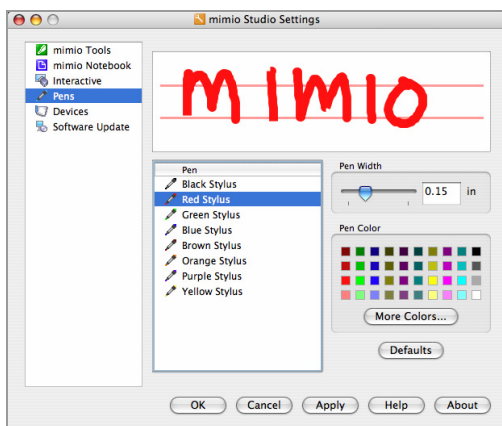 mimio Studio Settings
mimio Tools
mimio Notebook
Interactive
Pens
Devices
Software Update
mimio
Pen
Black Stylus
Red Stylus
Green Stylus
Blue Stylus
Brown Stylus
Orange Stylus
Purple Stylus
Yellow Stylus
Pen Width
0.15 in
Pen Color
More Colors...
Defaults
OK Cancel Apply Help About